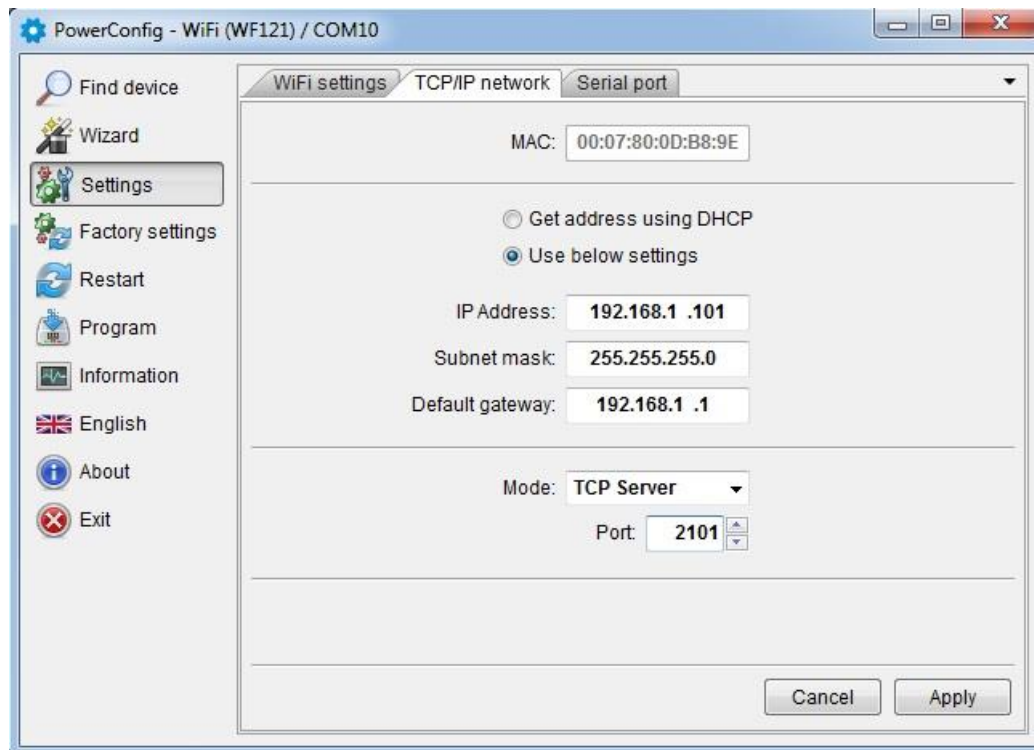 PowerConfig - WiFi (WF121) / COM10
Find device
Wizard
Settings
Factory settings
Restart
Program
Information
English
About
Exit
WiFi settings
TCP/IP network
Serial port
MAC: 00:07:80:0D:B8:9E
Get address using DHCP
Use below settings
IP Address: 192.168.1 .101
Subnet mask: 255.255.255.0
Default gateway: 192.168.1 .1
Mode: TCP Server
Port: 2101
Cancel
Apply